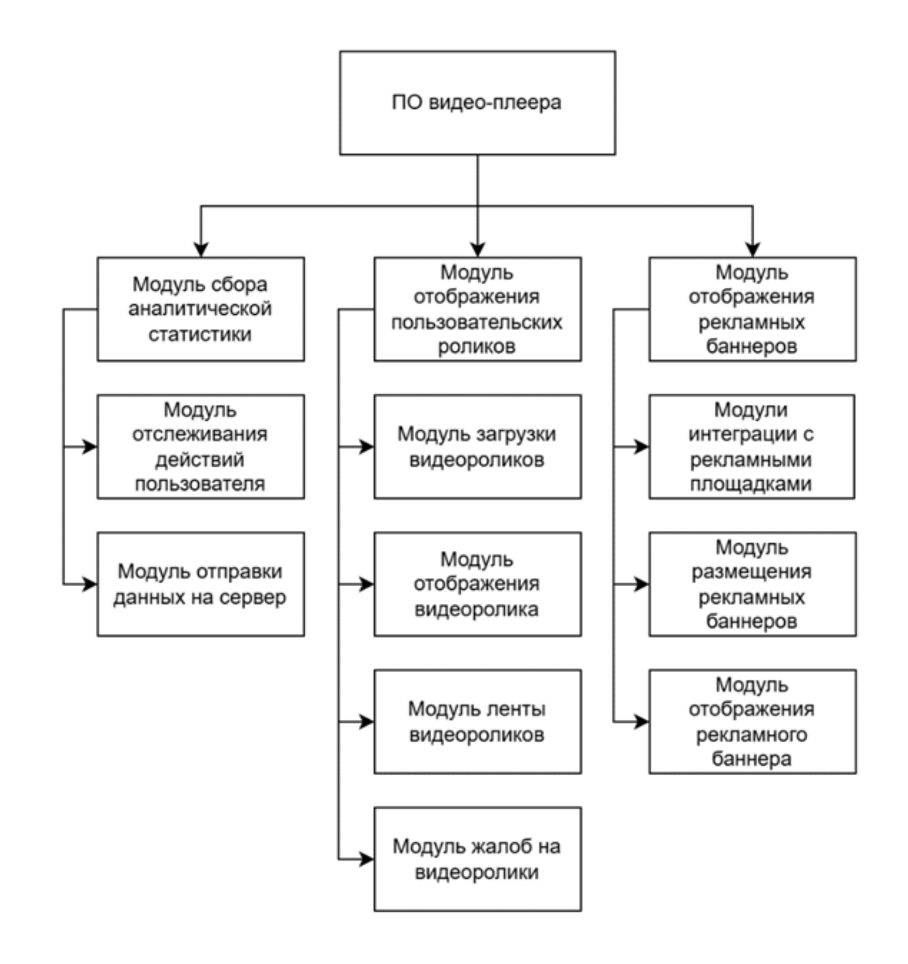 ПО видео-плеера
Модуль сбора
аналитической
статистики
Модуль
отслеживания
действий
пользователя
Модуль отправки
данных на сервер
Модуль
отображения
пользовательских
роликов
Модуль загрузки
видеороликов
Модуль
отображения
видеоролика
Модуль ленты
видеороликов
Модуль жалоб на
видеоролики
Модуль
отображения
рекламных
баннеров
Модули
интеграции с
рекламными
площадками
Модуль
размещения
рекламных
баннеров
Модуль
отображения
рекламного
баннера